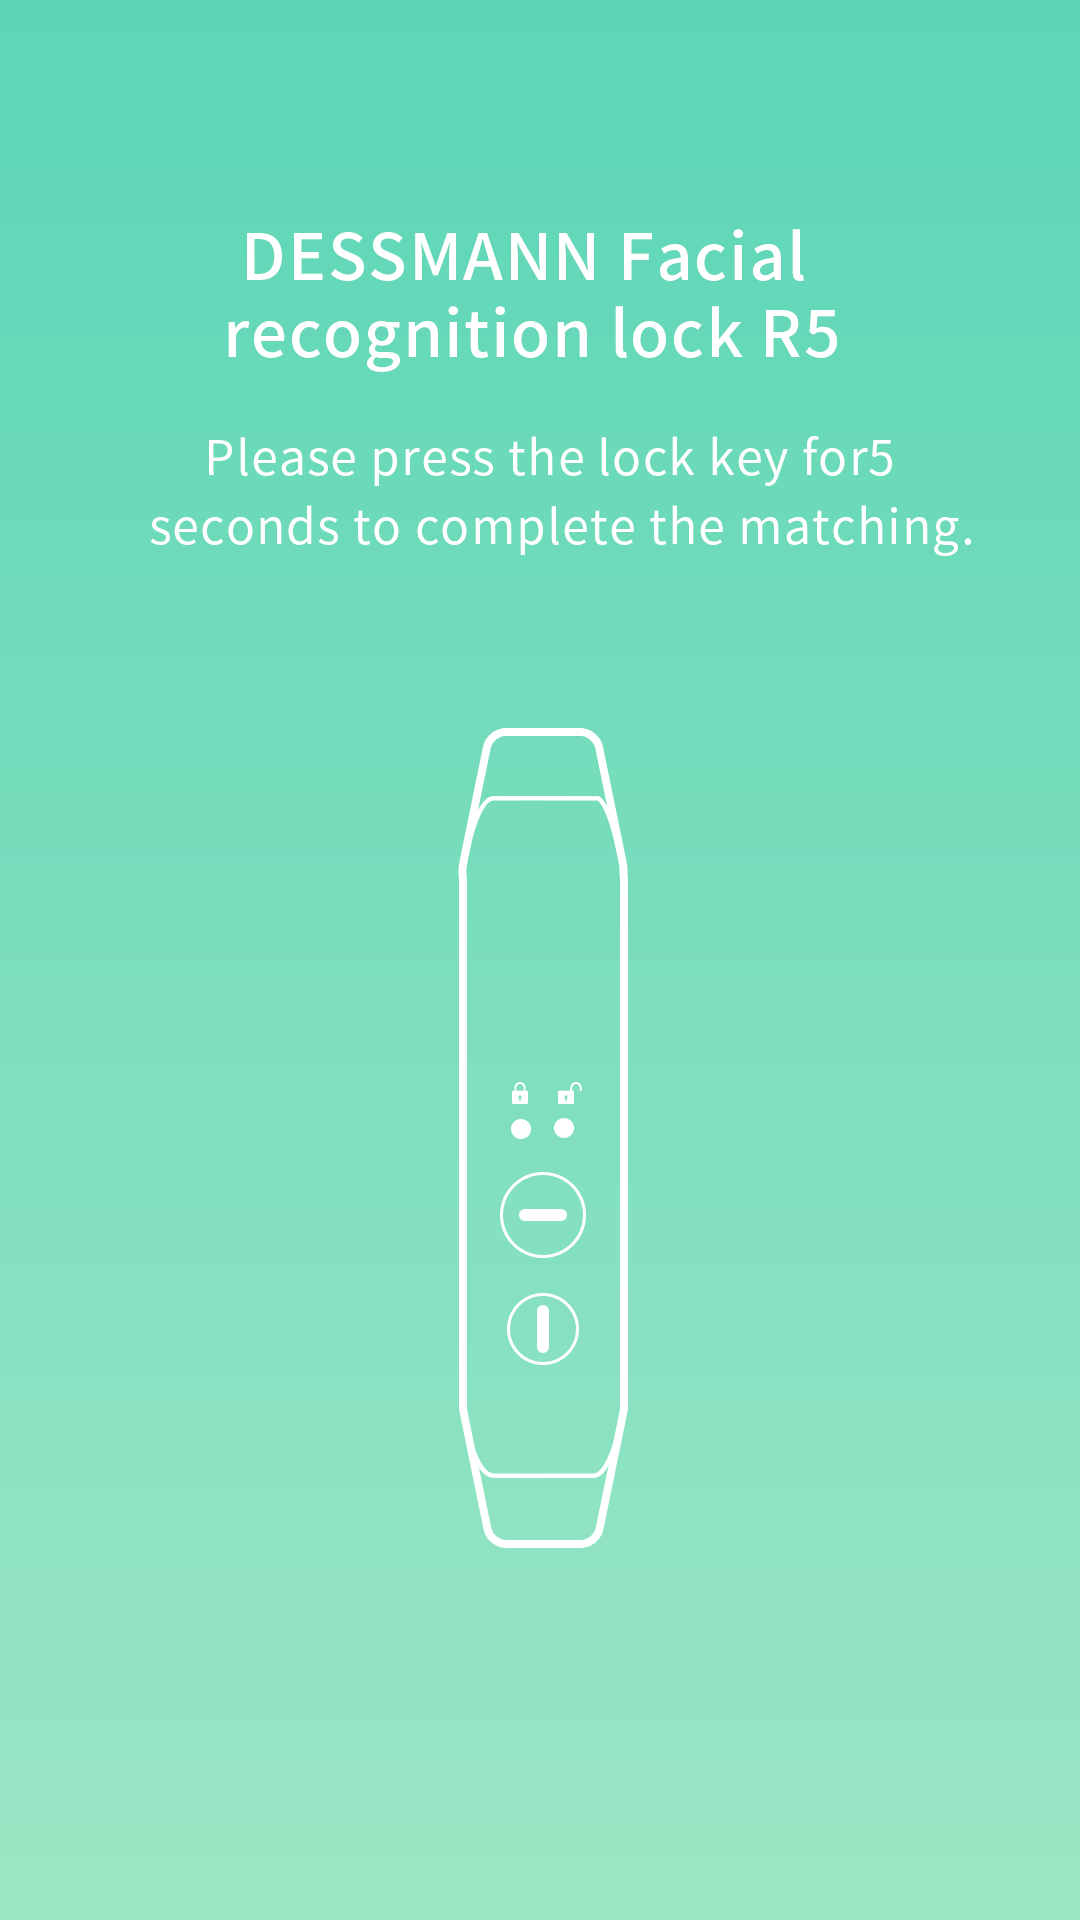 DESSMANN Facial
recognition lock R5
Please press the lock key for5
seconds to complete the matching.